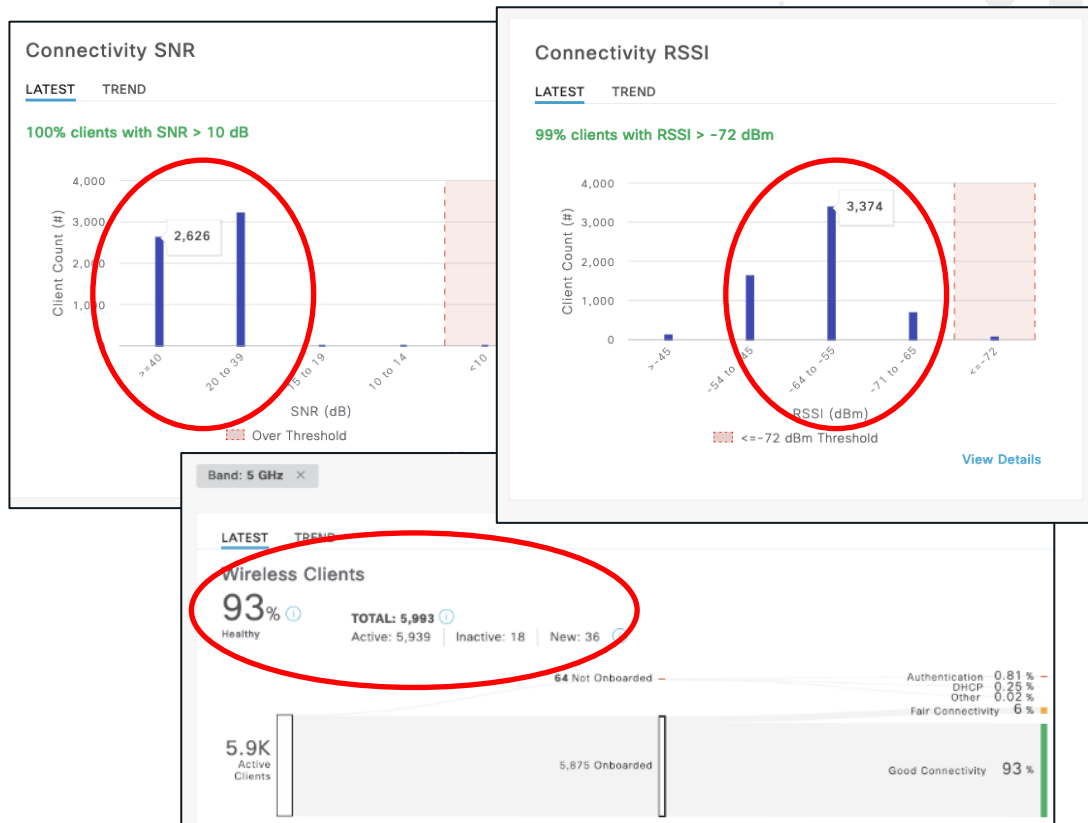 Connectivity SNR
LATEST TREND
100% clients with SNR > 10 dB
4,000
3,000
2,000
1,000
Client Count (#)
2,626
>=40
20 to 39
15 to 19
10 to 14
<10
SNR (dB)
Over Threshold
Connectivity RSSI
LATEST TREND
99% clients with RSSI > -72 dBm
4,000
3,000
2,000
1,000
0
Client Count (#)
3,374
>-45
-54 to -45
-64 to -55
-71 to -65
<=-72
RSSI (dBm)
<=-72 dBm Threshold
View Details
Band: 5 GHz ×
LATEST TREND
Wireless Clients
93%
Healthy
TOTAL: 5,993
Active: 5,939 Inactive: 18 New: 36
64 Not Onboarded
Authentication 0.81 %
DHCP 0.25 %
Other 0.02 %
Fair Connectivity 6 %
5.9K
Active
Clients
5,875 Onboarded
Good Connectivity 93 %